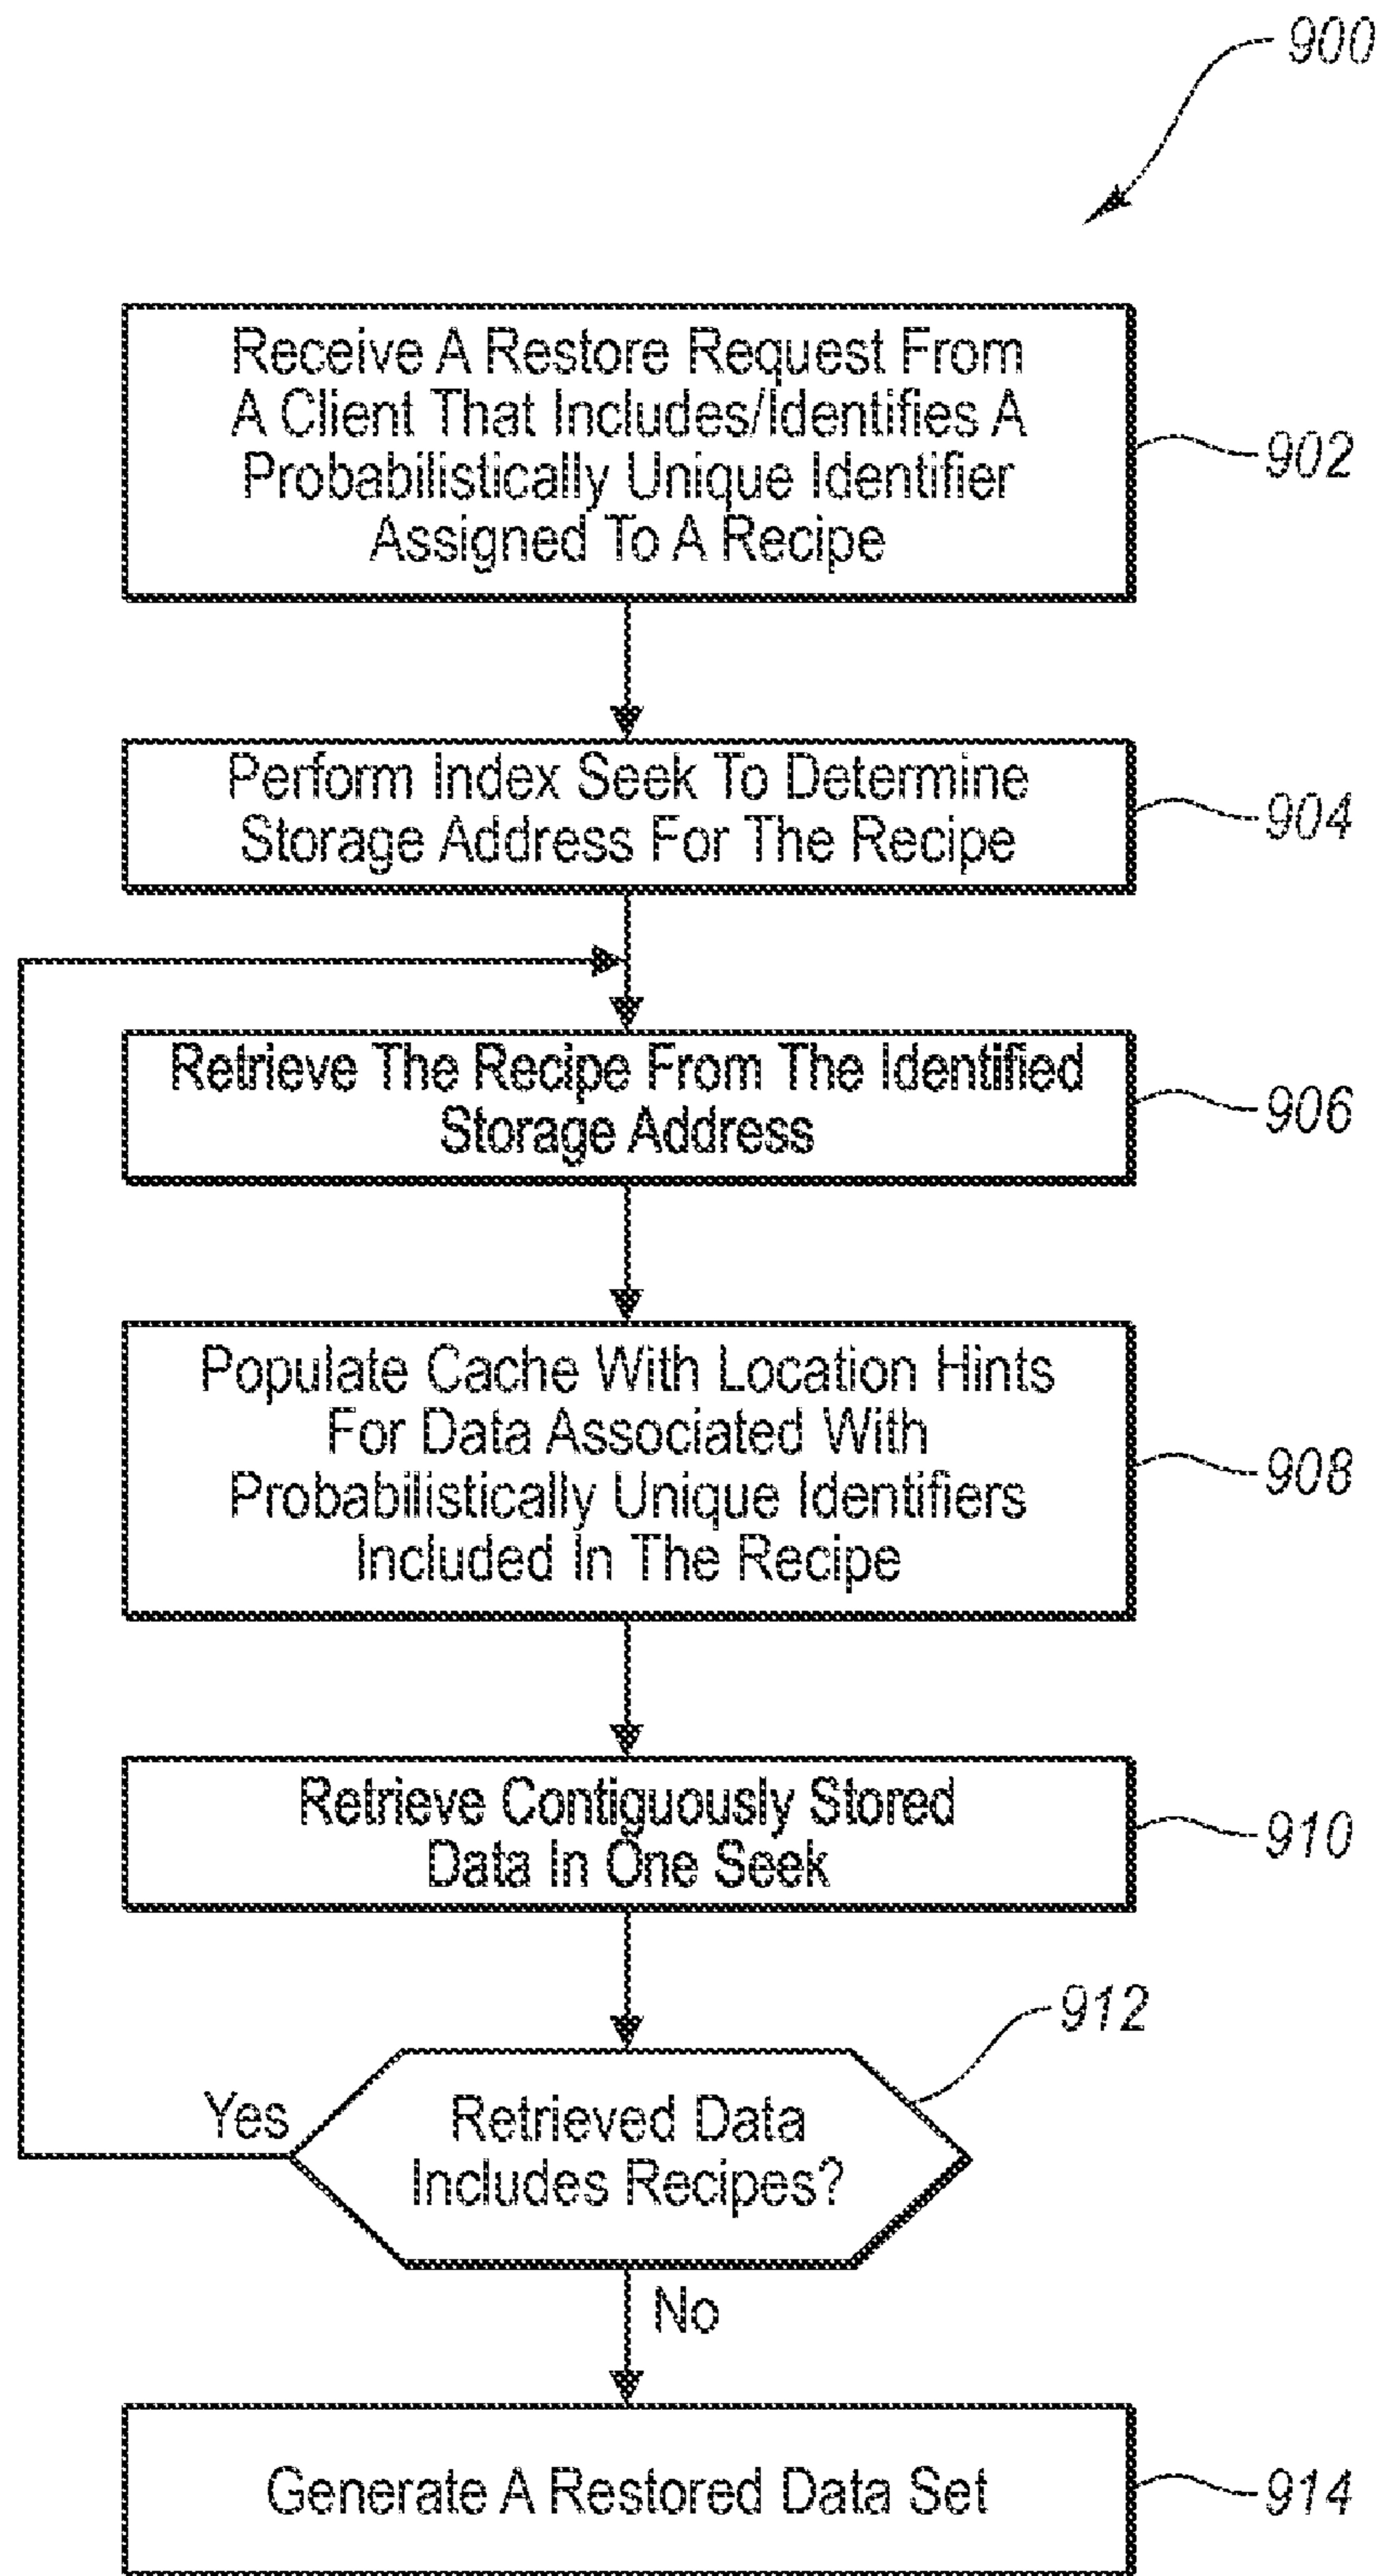 900
Receive A Restore Request From
A Client That Includes/Identifies A
Probabilistically Unique Identifier
Assigned To A Recipe
902
Perform Index Seek To Determine
Storage Address For The Recipe
904
Retrieve The Recipe From The Identified
Storage Address
906
Populate Cache With Location Hints
For Data Associated With
Probabilistically Unique Identifiers
Included In The Recipe
908
Retrieve Contiguously Stored
Data In One Seek
910
912
Yes
Retrieved Data
Includes Recipes?
No
Generate A Restored Data Set
914